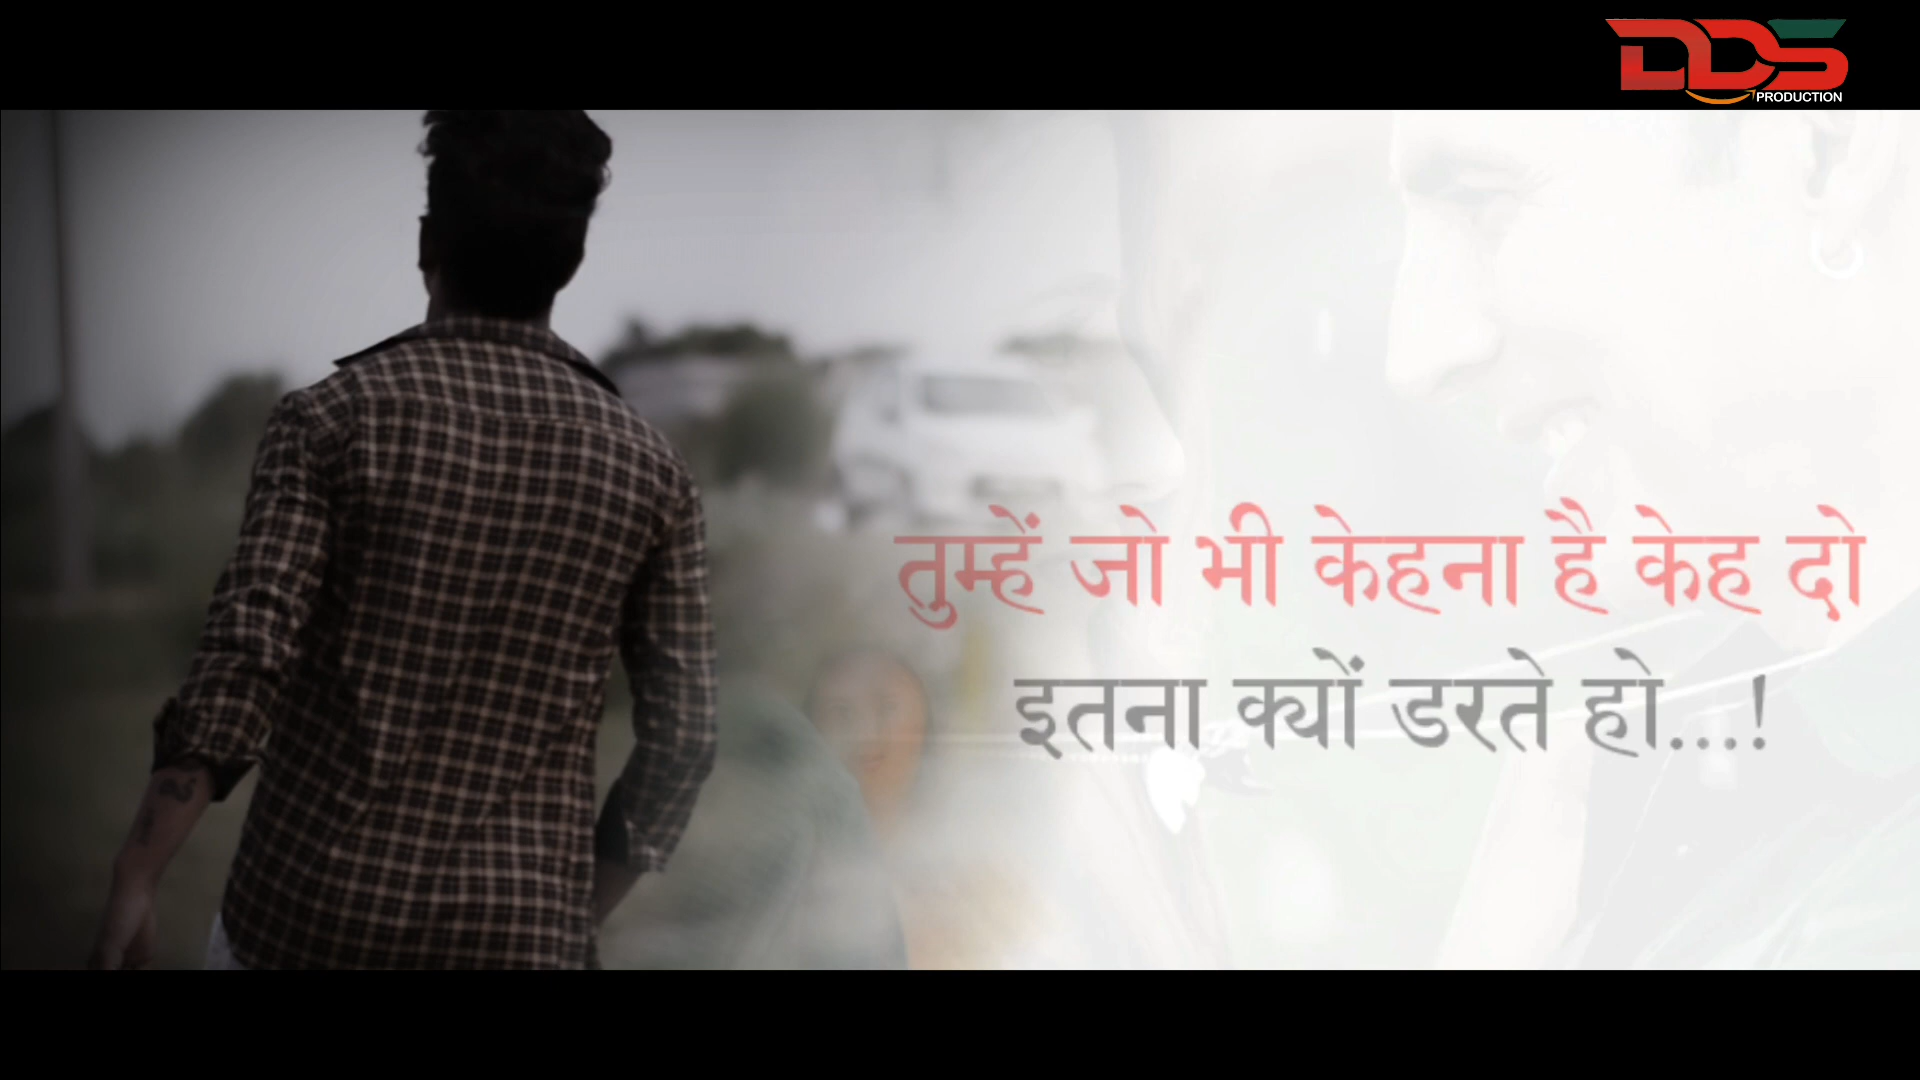 DDS
PRODUCTION
तुम्हें जो भी केहना है केह दो
इतना क्यों डरते हो...!